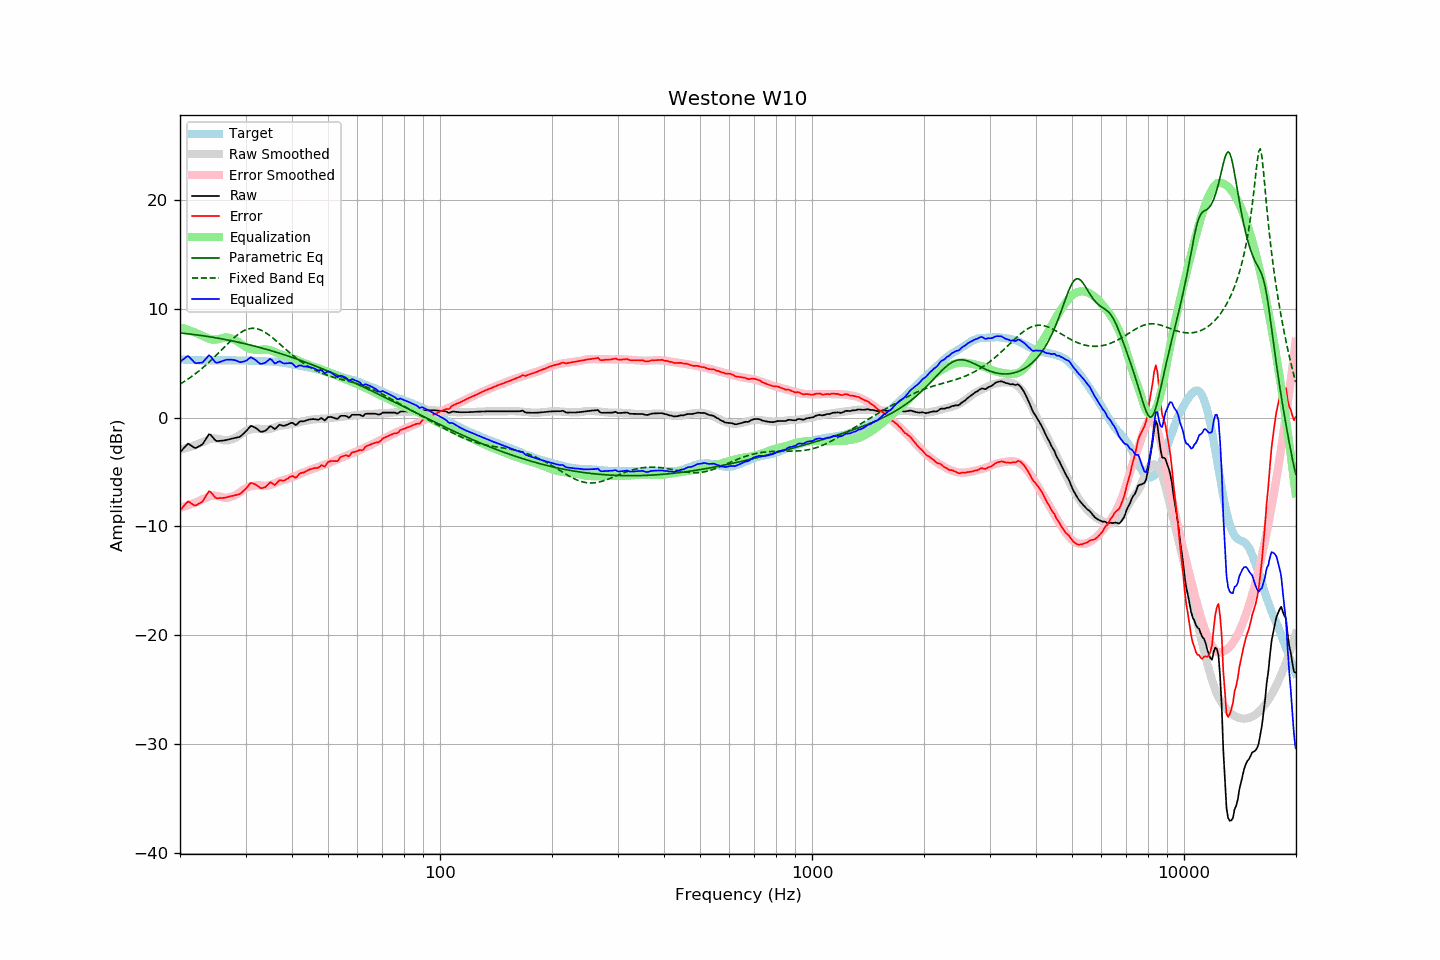 Westone W10
Target
Raw Smoothed
Error Smoothed
Raw
Error
Equalization
Parametric Eq
Fixed Band Eq
Equalized
20
10
0
−10
−20
−30
−40
Amplitude (dBr)
100
1000
10000
Frequency (Hz)